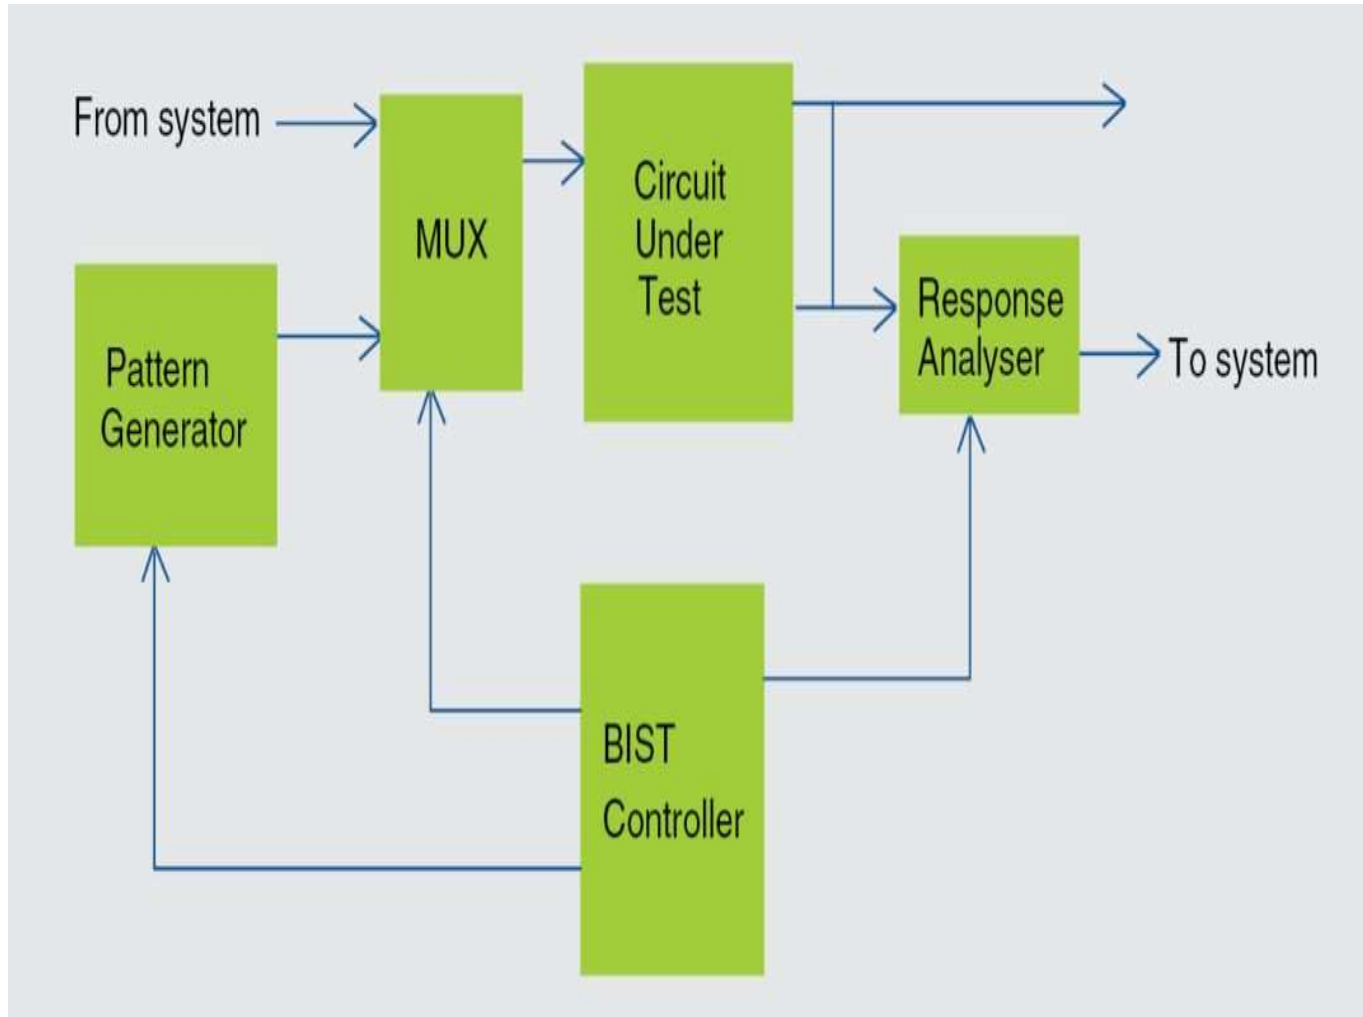 From system
MUX
Circuit
Under
Test
Pattern
Generator
Response
Analyser
To system
BIST
Controller